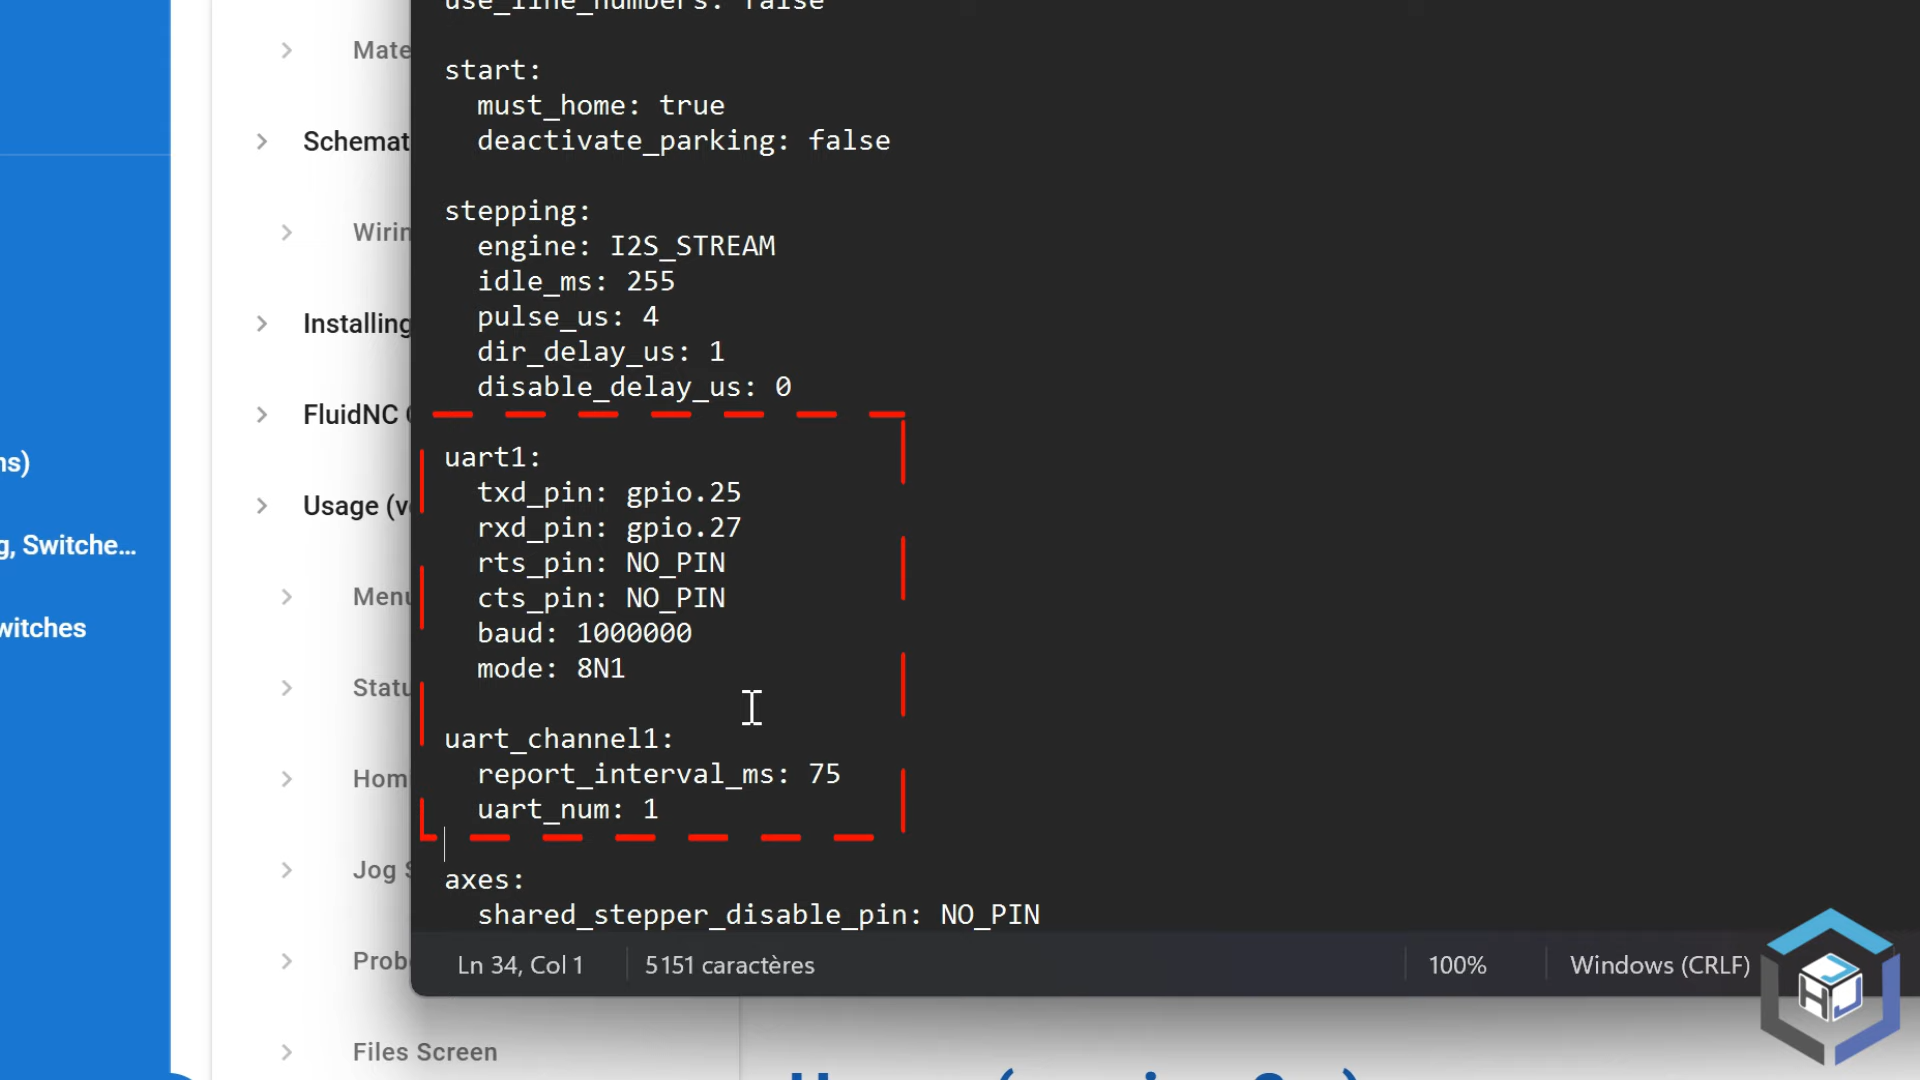 use_line_numbers: false
start:
must_home: true
deactivate_parking: false
stepping:
engine: I2S_STREAM
idle_ms: 255
pulse_us: 4
dir_delay_us: 1
disable_delay_us: 0
uart1:
txd_pin: gpio.25
rxd_pin: gpio.27
rts_pin: NO_PIN
cts_pin: NO_PIN
baud: 1000000
mode: 8N1
uart_channel1:
report_interval_ms: 75
uart_num: 1
axes:
shared_stepper_disable_pin: NO_PIN
Ln 34, Col 1
5151 caractères
100%
Windows (CRLF)
Mate
Schemat
Wirin
Installing
FluidNC
Usage (v
Menu
Statu
Hom
Jog S
Prob
Files Screen
ns)
g, Switche...
witches
HJ